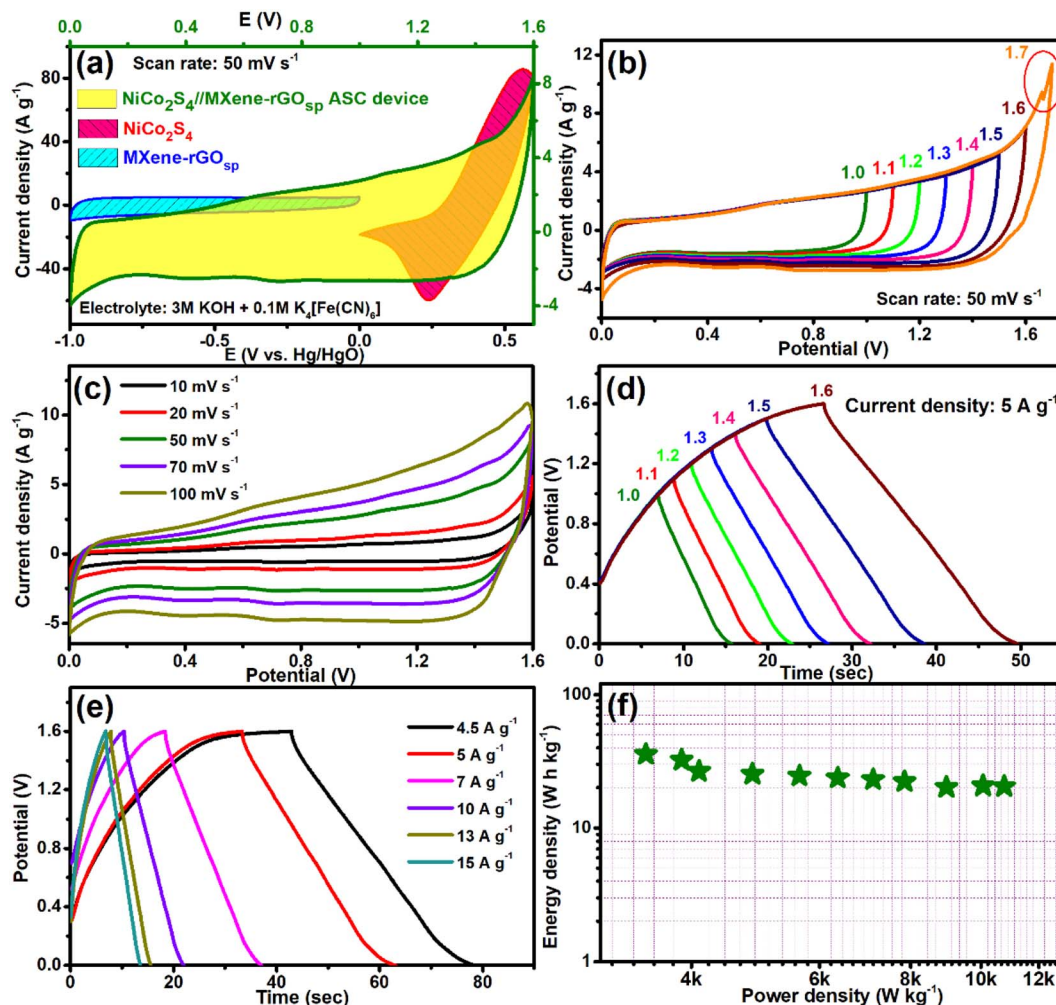 E (V)
0.0 0.4 0.8 1.2 1.6
(a) Scan rate: 50 mV s⁻¹
NiCo₂S₄//MXene-rGOsp ASC device
NiCo₂S₄
MXene-rGOsp
Electrolyte: 3M KOH + 0.1M K₄[Fe(CN)₆]
Current density (A g⁻¹)
80
40
0
-40
8
4
2
0
-2
-4
-1.0 -0.5 0.0 0.5
E (V vs. Hg/HgO)
(b)
Current density (A g⁻¹)
12
8
4
0
-4
1.7
1.6
1.5
1.4
1.3
1.2
1.1
1.0
Scan rate: 50 mV s⁻¹
0.0 0.4 0.8 1.2 1.6
Potential (V)
(c)
10 mV s⁻¹
20 mV s⁻¹
50 mV s⁻¹
70 mV s⁻¹
100 mV s⁻¹
Current density (A g⁻¹)
10
5
0
-5
0.0 0.4 0.8 1.2 1.6
Potential (V)
(d)
Current density: 5 A g⁻¹
1.6
1.5
1.4
1.3
1.2
1.1
1.0
Potential (V)
1.6
1.2
0.8
0.4
0.0
0 10 20 30 40 50
Time (sec)
(e)
4.5 A g⁻¹
5 A g⁻¹
7 A g⁻¹
10 A g⁻¹
13 A g⁻¹
15 A g⁻¹
Potential (V)
1.6
1.2
0.8
0.4
0.0
0 20 40 60 80
Time (sec)
(f)
Energy density (W h kg⁻¹)
100
10
1
4k 6k 8k 10k 12k
Power density (W kg⁻¹)